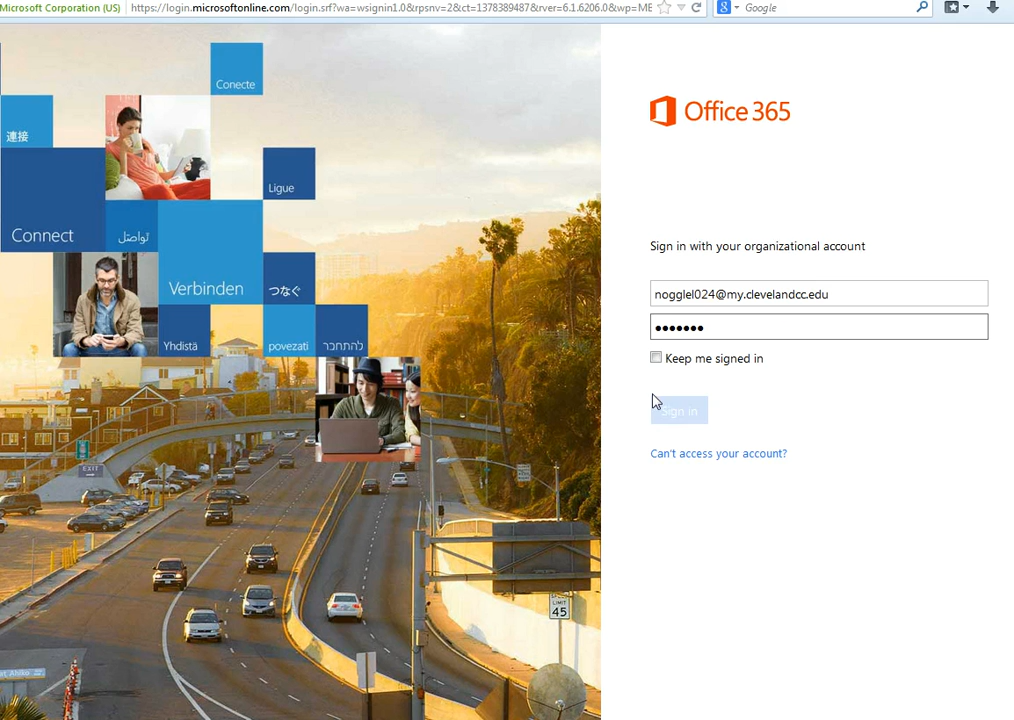 Microsoft Corporation (US)
https://login.microsoftonline.com/login.srf?wa=wsignin1.0&rpsnv=2&ct=1378389487&rver=6.1.6206.0&wp=ME
8
Google
Conecte
連接
Ligue
Connect
تواصل
Verbinden
つなぐ
Yhdistä
povezati
להתחבר
EXIT
LIMIT
45
Office 365
Sign in with your organizational account
nogglel024@my.clevelandcc.edu
Keep me signed in
Sign in
Can't access your account?